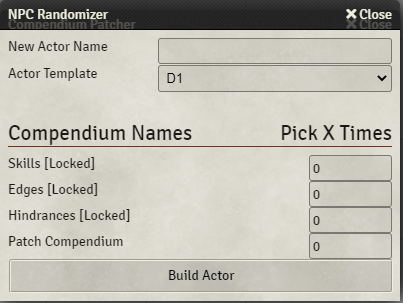 NPC Randomizer Close
Compendium Patcher Close
New Actor Name
Actor Template D1
Compendium Names Pick X Times
Skills [Locked] 0
Edges [Locked] 0
Hindrances [Locked] 0
Patch Compendium 0
Build Actor